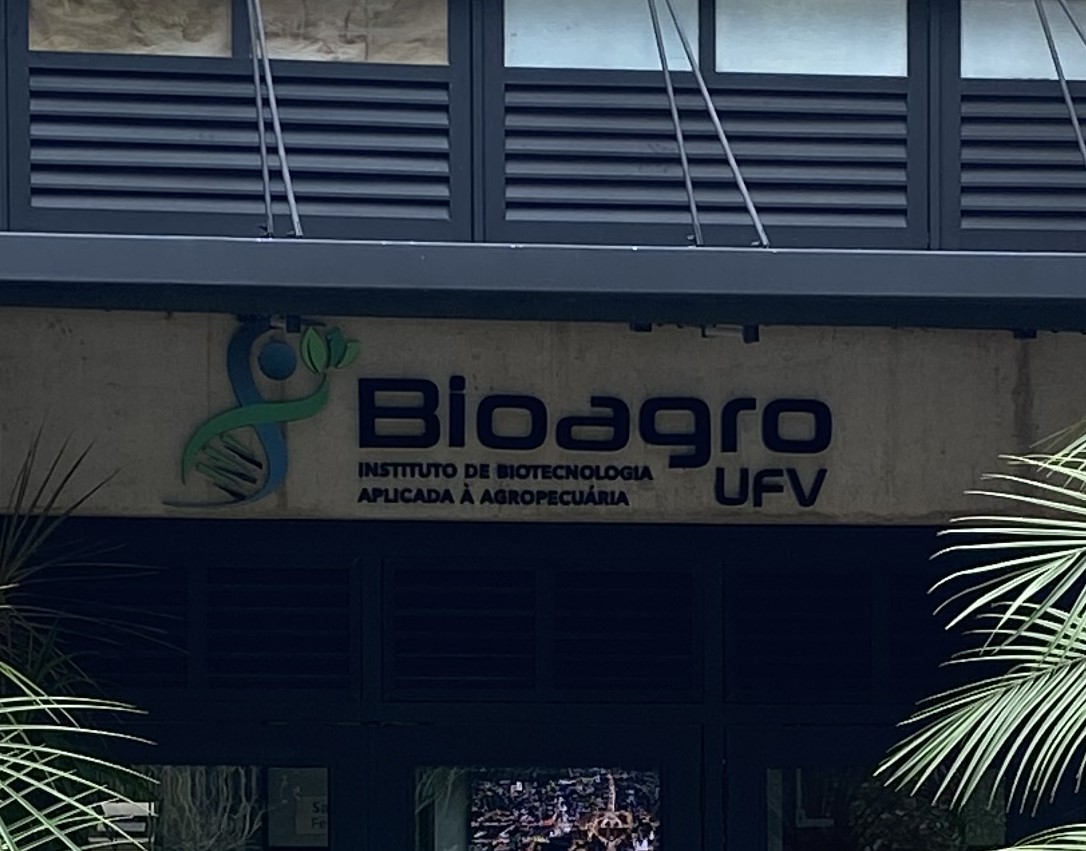 Bioagro
INSTITUTO DE BIOTECNOLOGIA
APLICADA À AGROPECUÁRIA
UFV